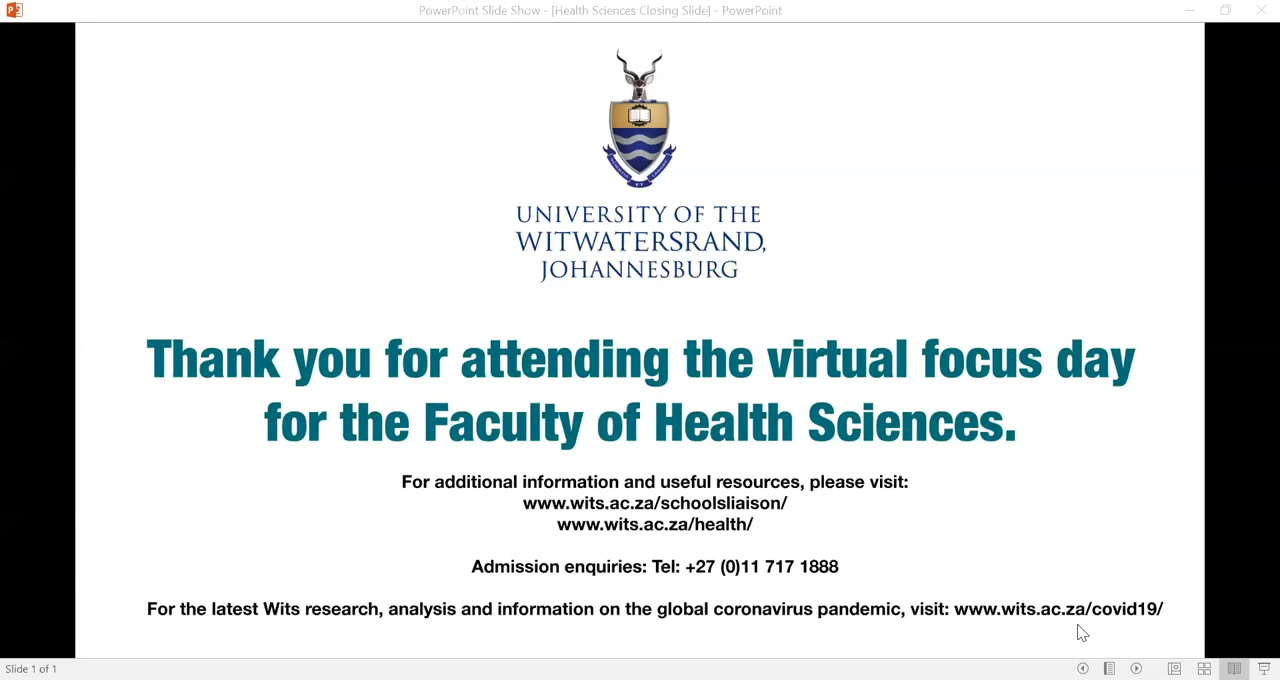 PowerPoint Slide Show - [Health Sciences Closing Slide] - PowerPoint
UNIVERSITY OF THE
WITWATERSRAND,
JOHANNESBURG
Thank you for attending the virtual focus day
for the Faculty of Health Sciences.
For additional information and useful resources, please visit:
www.wits.ac.za/schoolsliaison/
www.wits.ac.za/health/
Admission enquiries: Tel: +27 (0)11 717 1888
For the latest Wits research, analysis and information on the global coronavirus pandemic, visit: www.wits.ac.za/covid19/
Slide 1 of 1